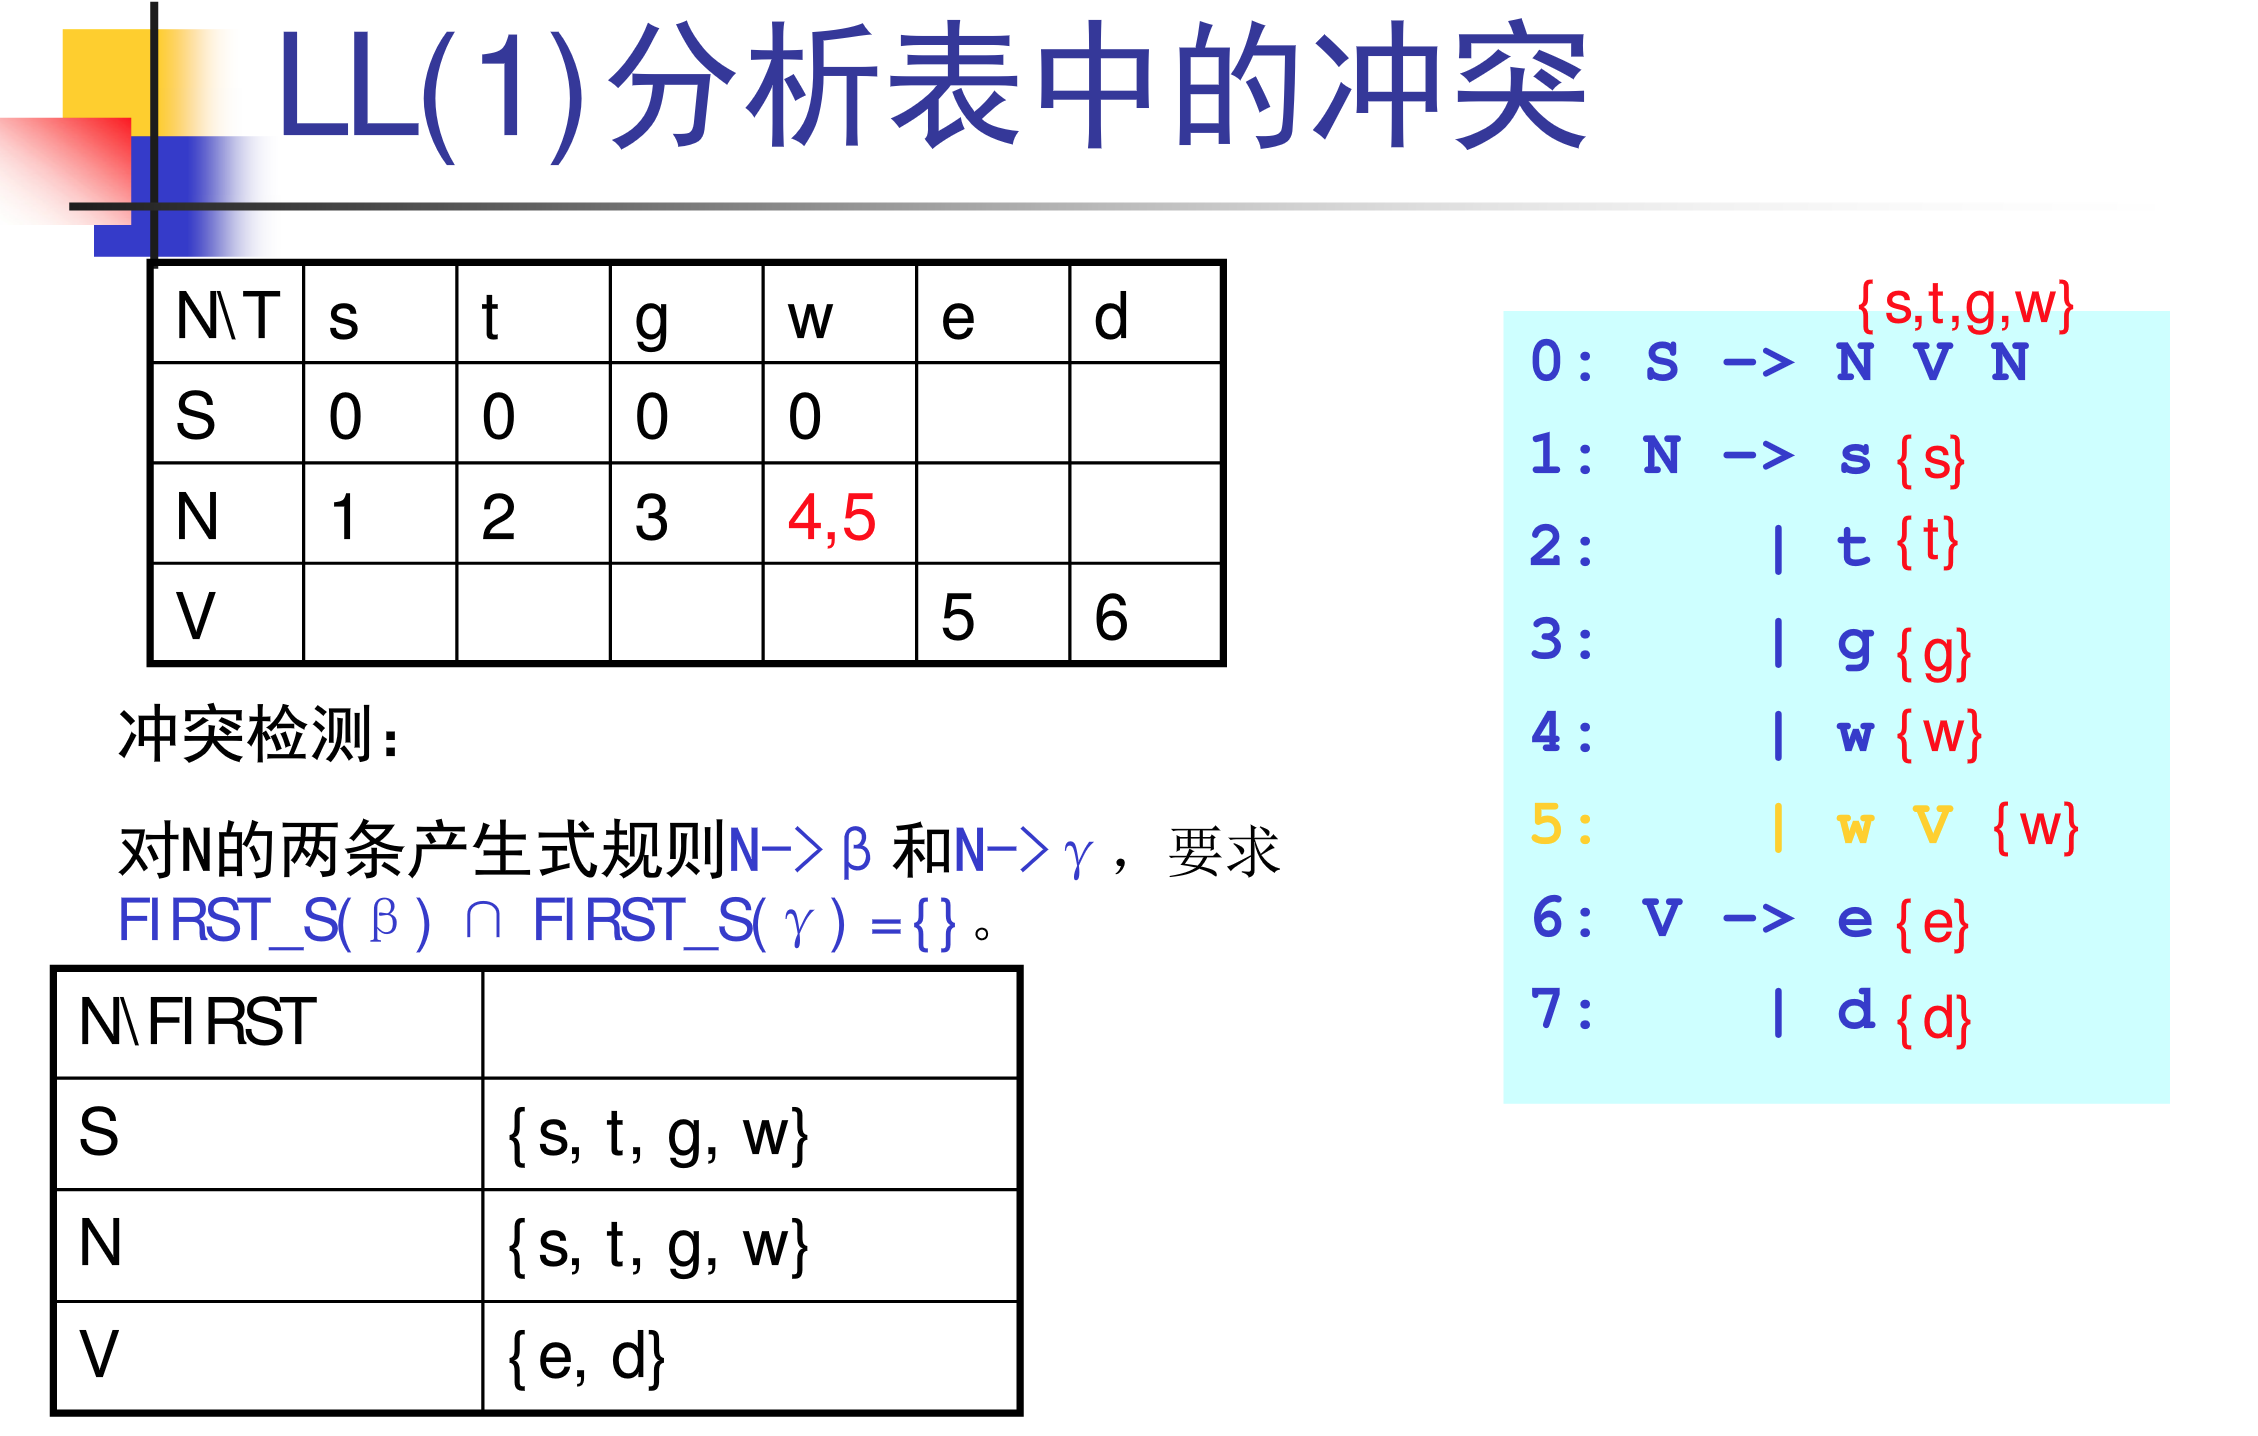 LL(1)分析表中的冲突
N\T s t g w e d
S 0 0 0 0
N 1 2 3 4,5
V 5 6
冲突检测：
对N的两条产生式规则N->β 和N->γ，要求
FIRST_S(β) ∩ FIRST_S(γ) ={}。
N\FIRST
S {s, t, g, w}
N {s, t, g, w}
V {e, d}
{s,t,g,w}
0: S -> N V N
1: N -> s {s}
2: | t {t}
3: | g {g}
4: | w {w}
5: | w V {w}
6: V -> e {e}
7: | d {d}